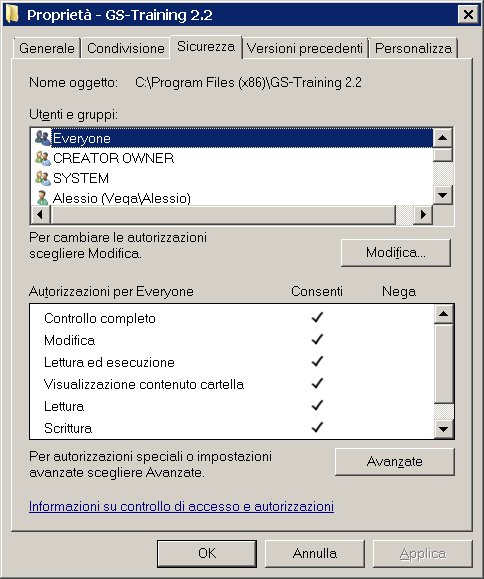 Proprietà - GS-Training 2.2
Generale Condivisione Sicurezza Versioni precedenti Personalizza
Nome oggetto: C:\Program Files (x86)\GS-Training 2.2
Utenti e gruppi:
Everyone
CREATOR OWNER
SYSTEM
Alessio (Vega\Alessio)
Per cambiare le autorizzazioni
scegliere Modifica.
Modifica...
Autorizzazioni per Everyone Consenti Nega
Controllo completo
Modifica
Lettura ed esecuzione
Visualizzazione contenuto cartella
Lettura
Scrittura
Per autorizzazioni speciali o impostazioni
avanzate scegliere Avanzate.
Avanzate
Informazioni su controllo di accesso e autorizzazioni
OK Annulla Applica